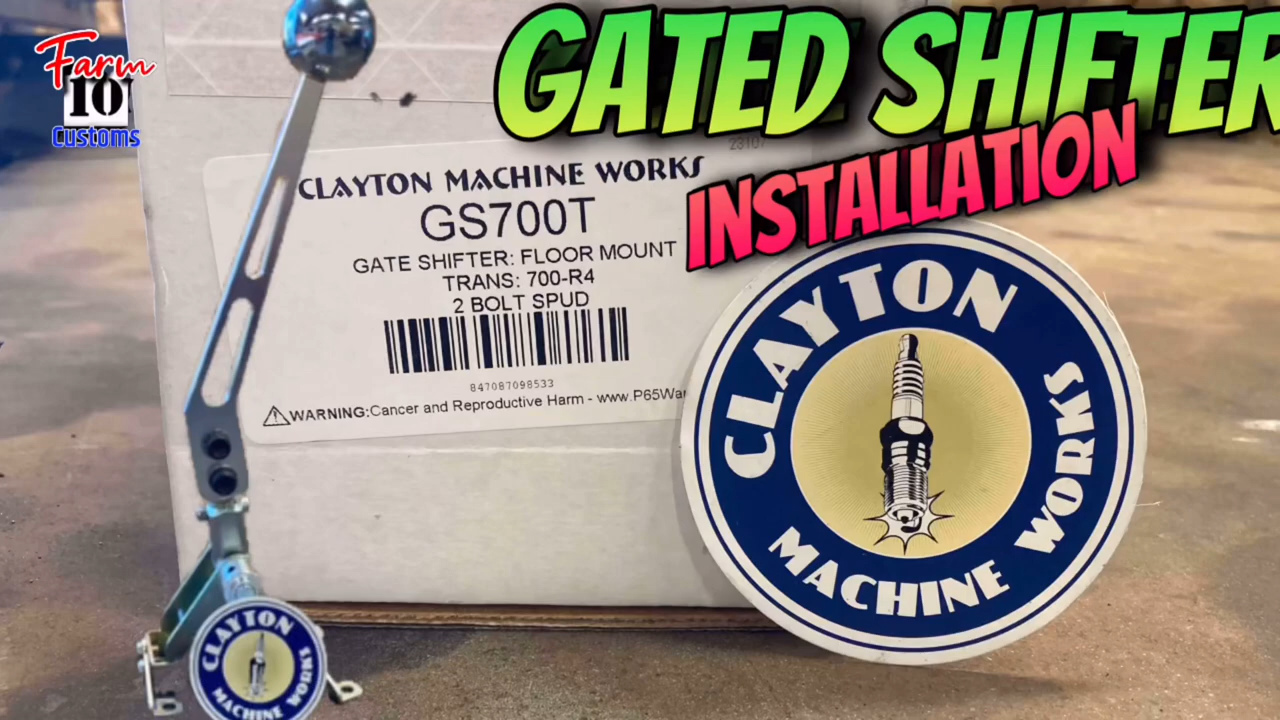 Farm
10
Customs
GATED SHIFTER
INSTALLATION
23107
CLAYTON MACHINE WORKS
GS700T
GATE SHIFTER: FLOOR MOUNT
TRANS: 700-R4
2 BOLT SPUD
847087098533
WARNING:Cancer and Reproductive Harm - www.P65War
CLAYTON
MACHINE WORKS
CLAYTON
MACHINE WORKS